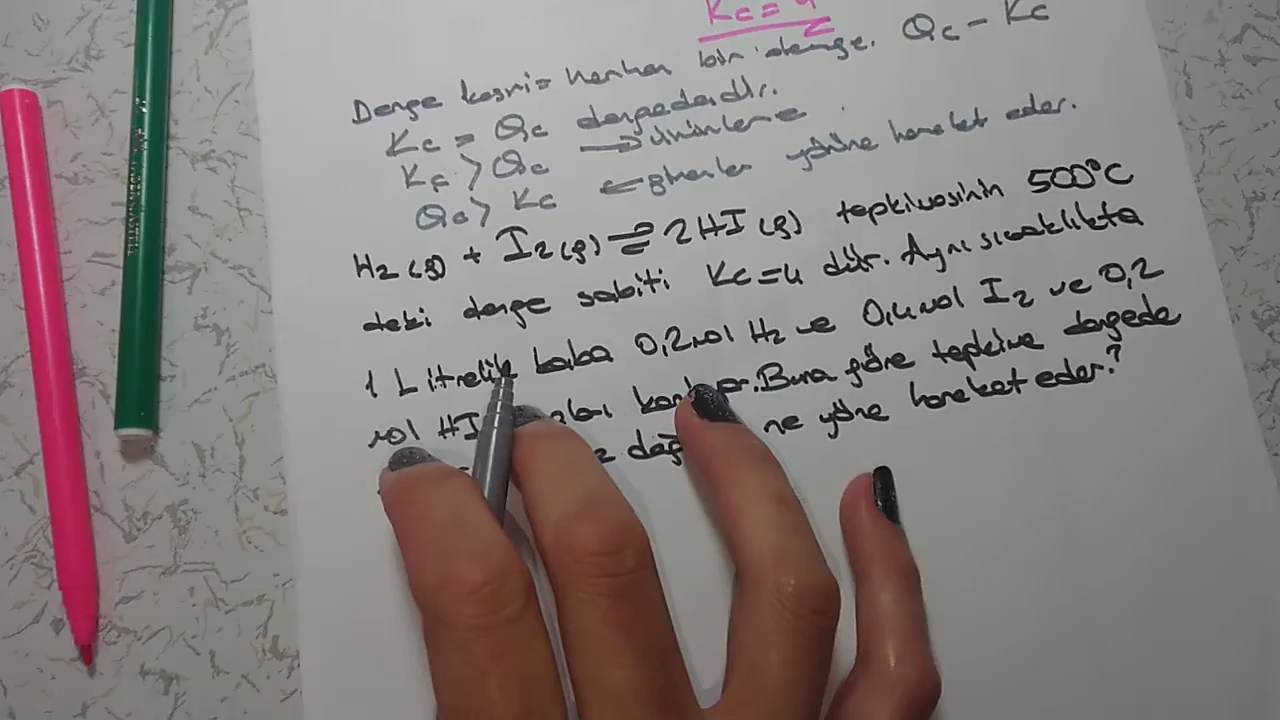 Kc = 4
Denge kesri = herhan bir denge. Qc - Kc
Kc = Qc dengededir.
Kc > Qc → ürünlere
Qc > Kc ← girenler yönüne hareket eder.
H2(g) + I2(g) ⇌ 2HI(g) tepkimesinin 500°C
deki denge sabiti Kc=4 dür. Aynı sıcaklıkta
1 Litrelik kaba 0,2 mol H2 ve 0,4 mol I2 ve 0,2
mol HI Buna göre tepkime dengede
ne yöne hareket eder?